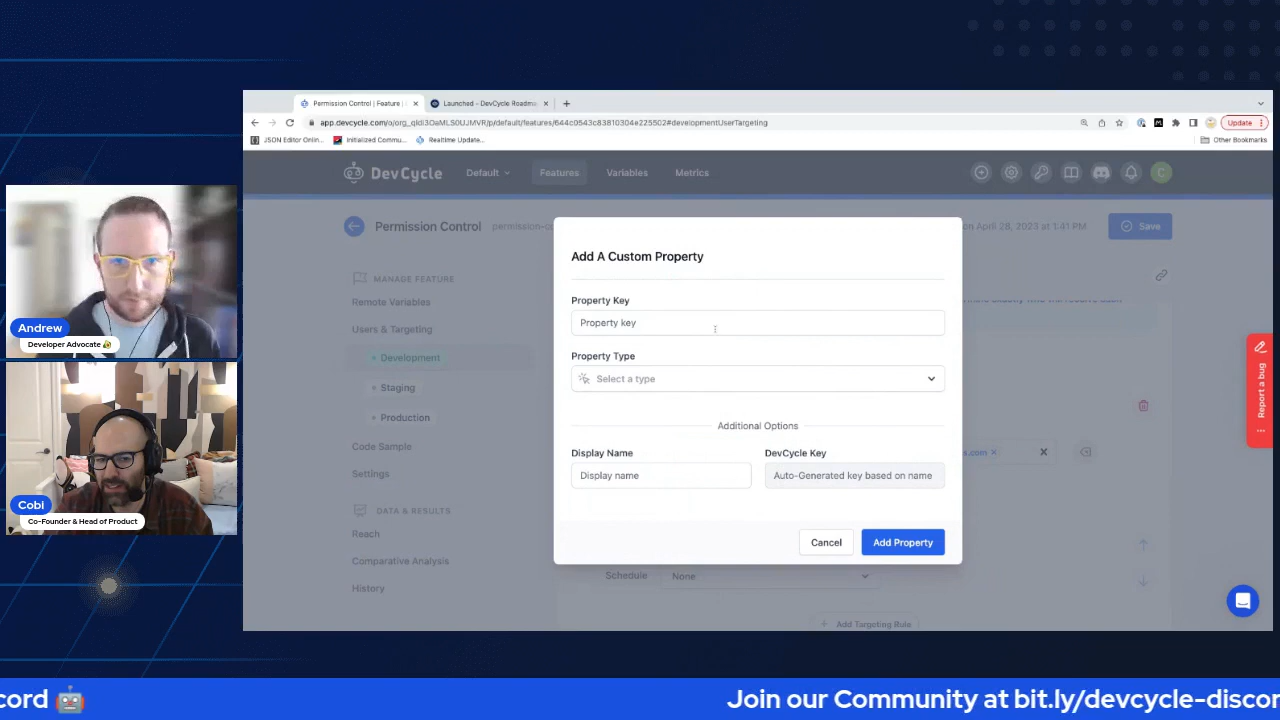 Permission Control | Feature |
Launched - DevCycle Roadma
app.devcycle.com/o/org_qldi3OaMLS0UJMVR/p/default/features/644c0543c83810304e225502#developmentUserTargeting
Update
JSON Editor Onlin...
Initialized Commu...
Realtime Update...
Other Bookmarks
DevCycle
Default
Features
Variables
Metrics
C
Permission Control
permission-co
on April 28, 2023 at 1:41 PM
Save
MANAGE FEATURE
Remote Variables
Users & Targeting
Development
Staging
Production
Code Sample
Settings
DATA & RESULTS
Reach
Comparative Analysis
History
Add A Custom Property
Property Key
Property key
Property Type
Select a type
Additional Options
Display Name
DevCycle Key
Display name
Auto-Generated key based on name
Cancel
Add Property
s.com
Schedule
None
Add Targeting Rule
Report a bug
Andrew
Developer Advocate 🥑
Cobi
Co-Founder & Head of Product
cord 🤖
Join our Community at bit.ly/devcycle-discor